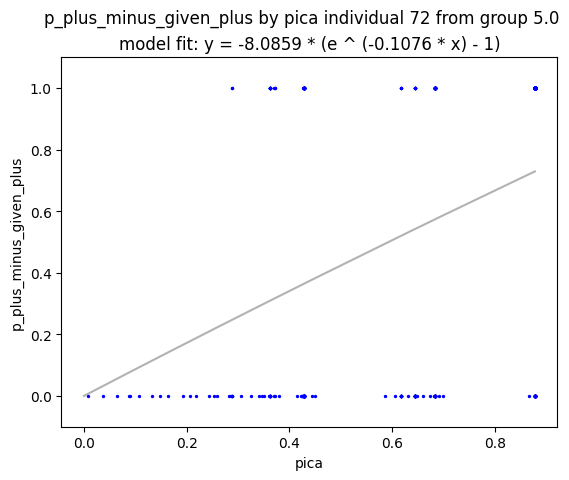 p_plus_minus_given_plus by pica individual 72 from group 5.0
model fit: y = -8.0859 * (e ^ (-0.1076 * x) - 1)
p_plus_minus_given_plus
1.0
0.8
0.6
0.4
0.2
0.0
0.0 0.2 0.4 0.6 0.8
pica